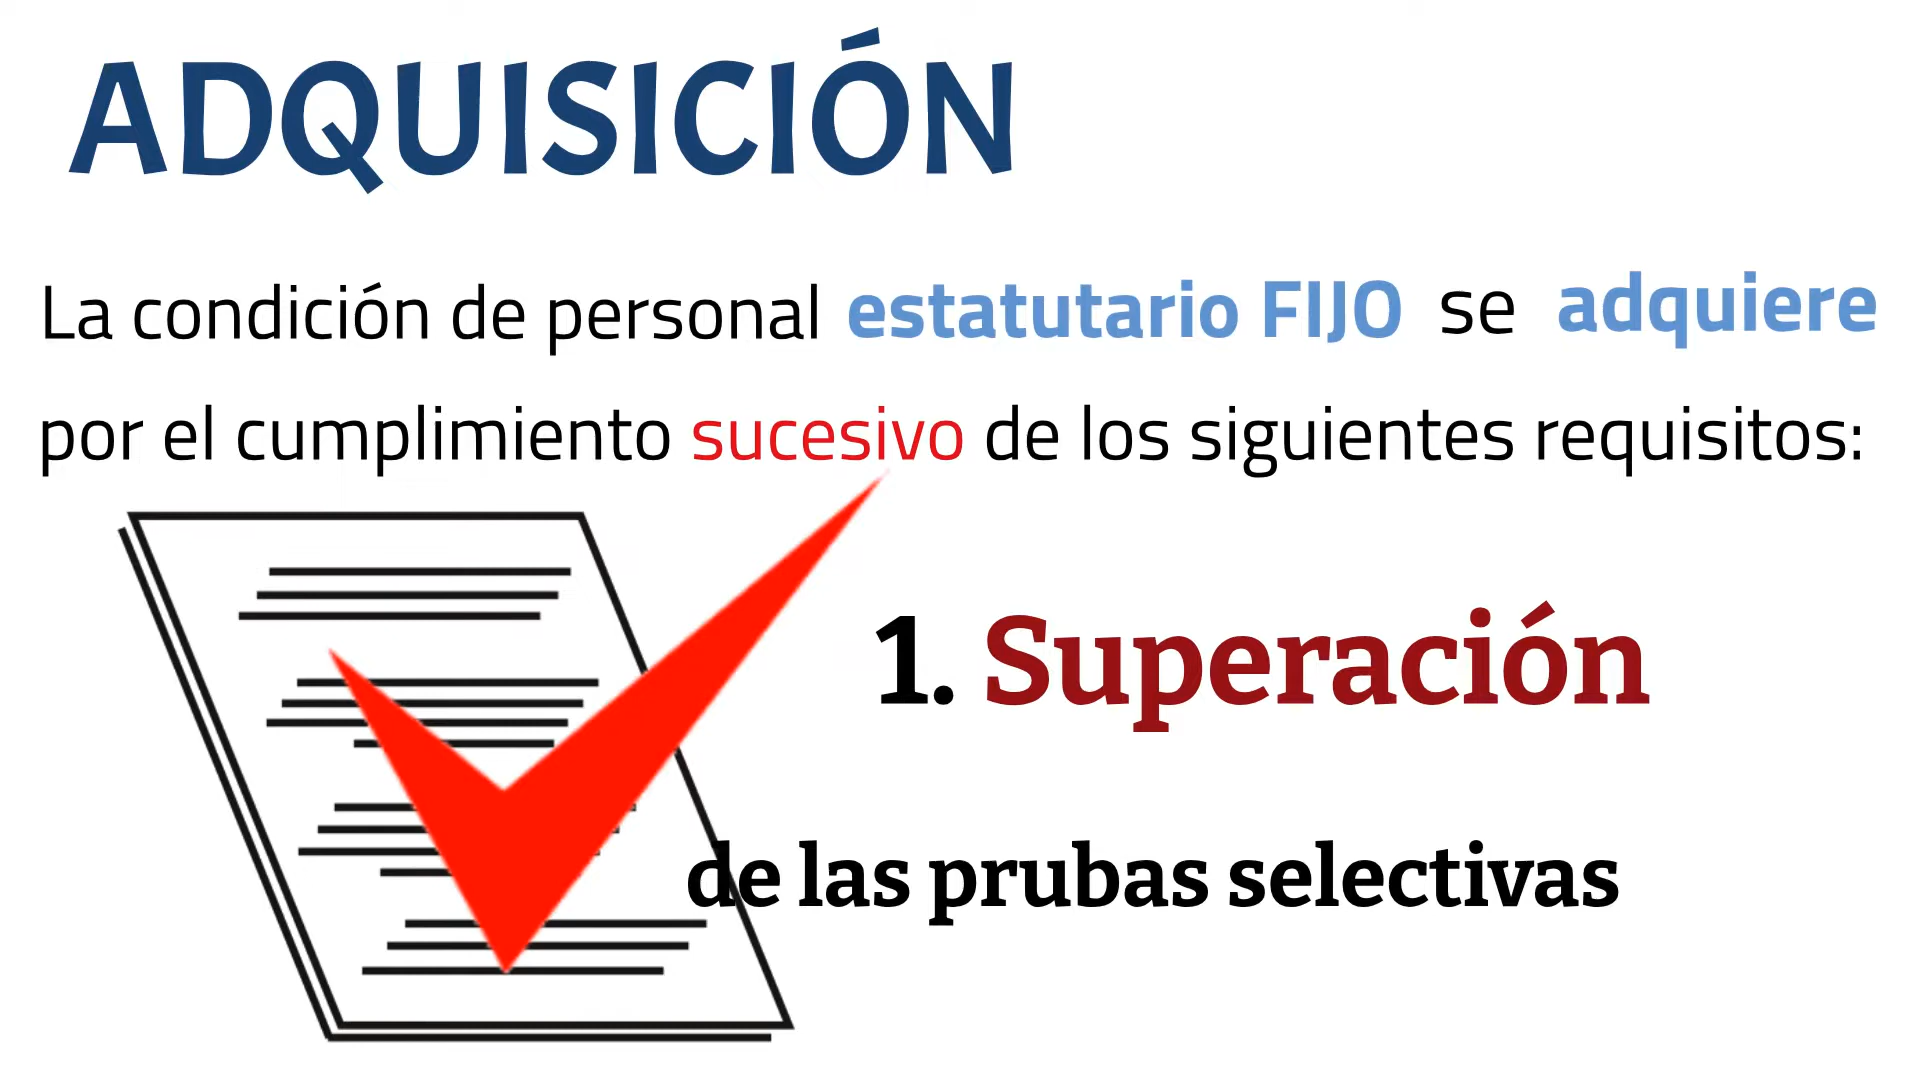 ADQUISICIÓN
La condición de personal estatutario FIJO se adquiere
por el cumplimiento sucesivo de los siguientes requisitos:
1. Superación
de las prubas selectivas